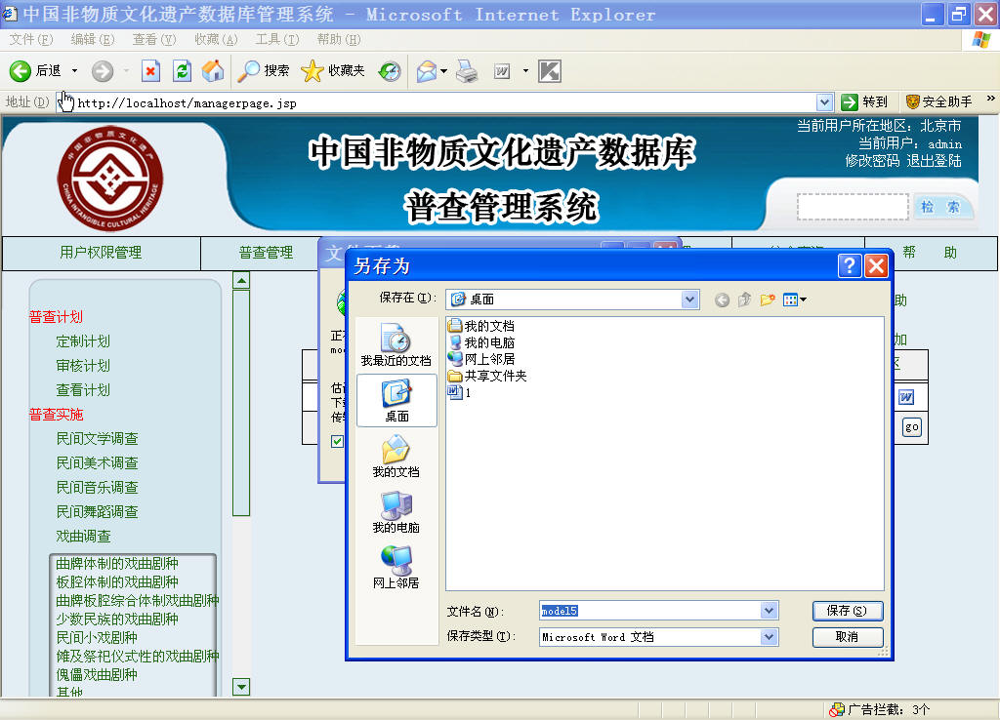 中国非物质文化遗产数据库管理系统 - Microsoft Internet Explorer
文件(F) 编辑(E) 查看(V) 收藏(A) 工具(T) 帮助(H)
后退 搜索 收藏夹
地址(D) http://localhost/managerpage.jsp 转到 安全助手 »
当前用户所在地区：北京市
当前用户：admin
修改密码 退出登陆
中国非物质文化遗产数据库
普查管理系统
CHINA INTANGIBLE CULTURAL HERITAGE
检 索
用户权限管理 普查管理 帮 助
文件下载
另存为
保存在(I): 桌面
我最近的文档
桌面
我的文档
我的电脑
网上邻居
我的文档
我的电脑
网上邻居
共享文件夹
1
文件名(N): model5 保存(S)
保存类型(T): Microsoft Word 文档 取消
助
加
区
go
普查计划
定制计划
审核计划
查看计划
普查实施
民间文学调查
民间美术调查
民间音乐调查
民间舞蹈调查
戏曲调查
曲牌体制的戏曲剧种
板腔体制的戏曲剧种
曲牌板腔综合体制戏曲剧种
少数民族的戏曲剧种
民间小戏剧种
傩及祭祀仪式性的戏曲剧种
傀儡戏曲剧种
其他
广告拦截: 3个